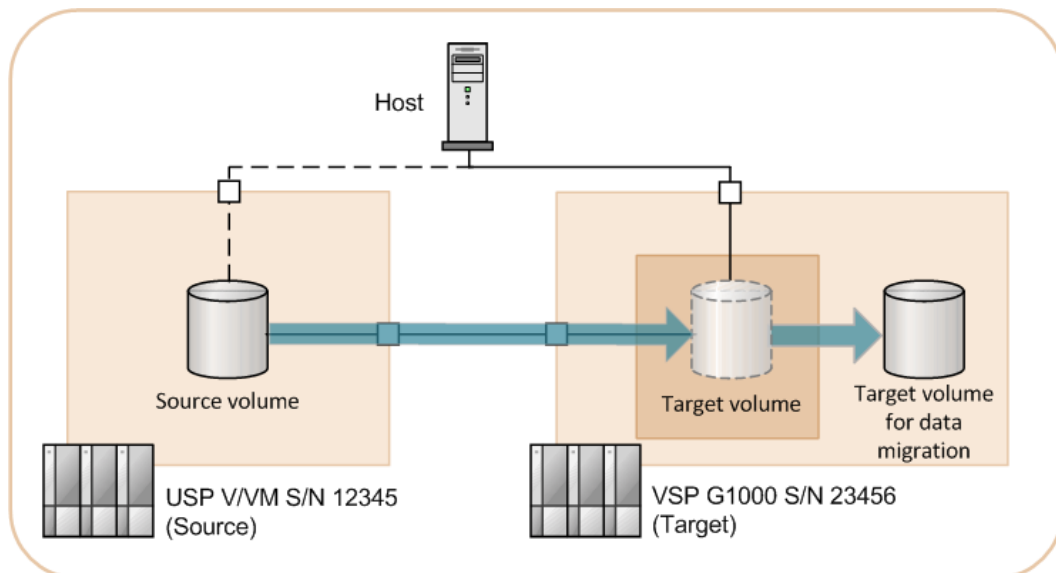 Host
Source volume
Target volume
Target volume
for data
migration
USP V/VM S/N 12345
(Source)
VSP G1000 S/N 23456
(Target)